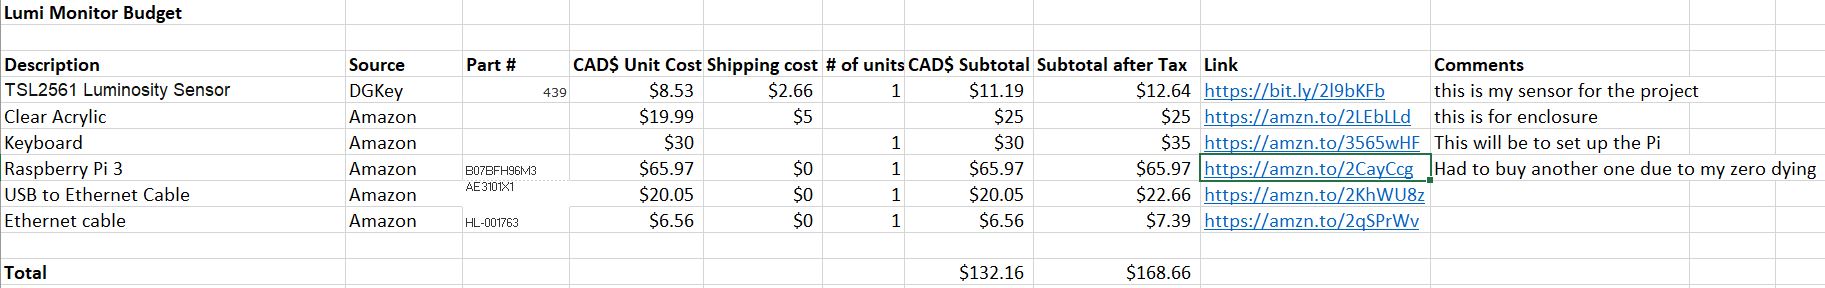 Lumi Monitor Budget
Description Source Part # CAD$ Unit Cost Shipping cost # of units CAD$ Subtotal Subtotal after Tax Link Comments
TSL2561 Luminosity Sensor DGKey 439 $8.53 $2.66 1 $11.19 $12.64 https://bit.ly/2l9bKFb this is my sensor for the project
Clear Acrylic Amazon $19.99 $5 $25 $25 https://amzn.to/2LEbLLd this is for enclosure
Keyboard Amazon $30 1 $30 $35 https://amzn.to/3565wHF This will be to set up the Pi
Raspberry Pi 3 Amazon B07BFH96M3 $65.97 $0 1 $65.97 $65.97 https://amzn.to/2CayCcg Had to buy another one due to my zero dying
USB to Ethernet Cable Amazon AE3101X1 $20.05 $0 1 $20.05 $22.66 https://amzn.to/2KhWU8z
Ethernet cable Amazon HL-001763 $6.56 $0 1 $6.56 $7.39 https://amzn.to/2qSPrWv
Total $132.16 $168.66